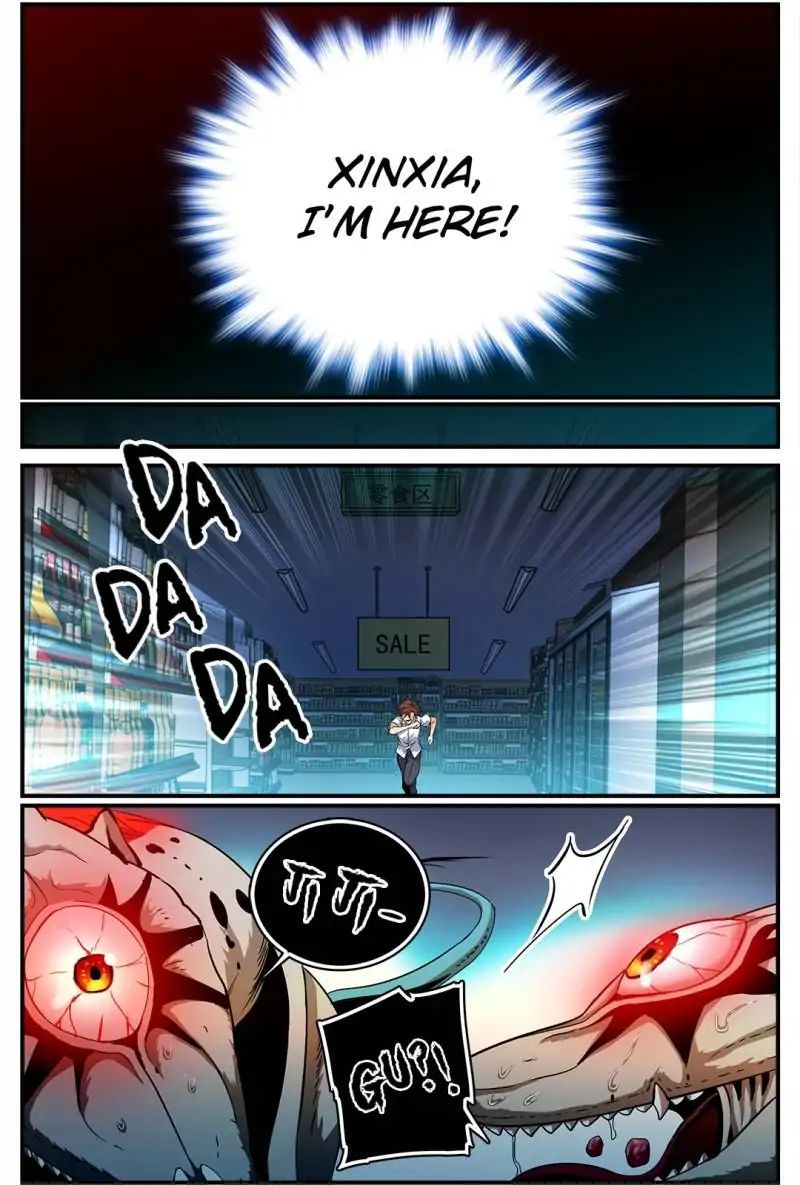 XINXIA,
I'M HERE!
DA
DA
DA
零食区
SALE
JI JI-
GU?!